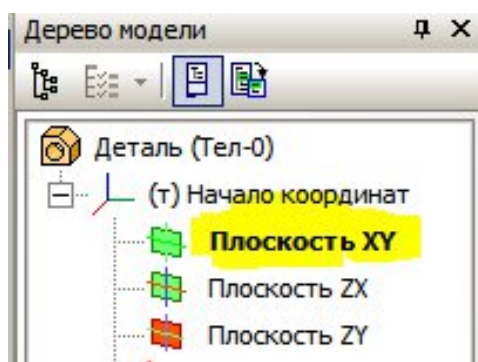 Дерево модели
Деталь (Тел-0)
(т) Начало координат
Плоскость XY
Плоскость ZX
Плоскость ZY